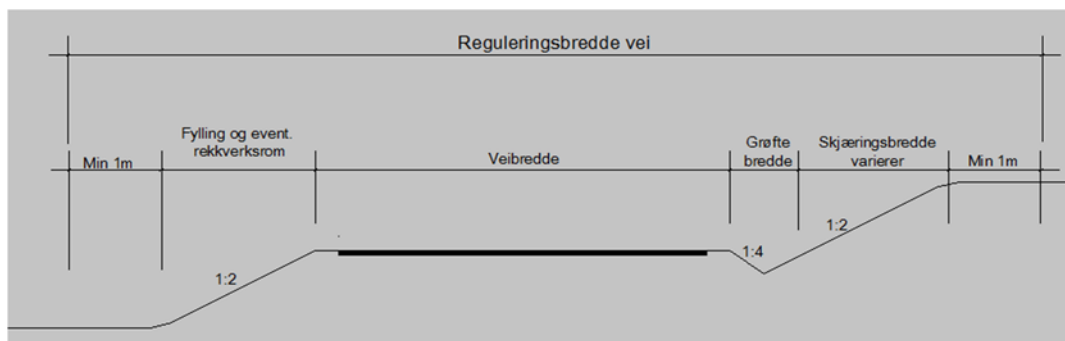 Reguleringsbredde vei
Fylling og event.
rekkverksrom
Min 1m
Veibredde
Grøfte
bredde
Skjæringsbredde
varierer
Min 1m
1:2
1:4
1:2